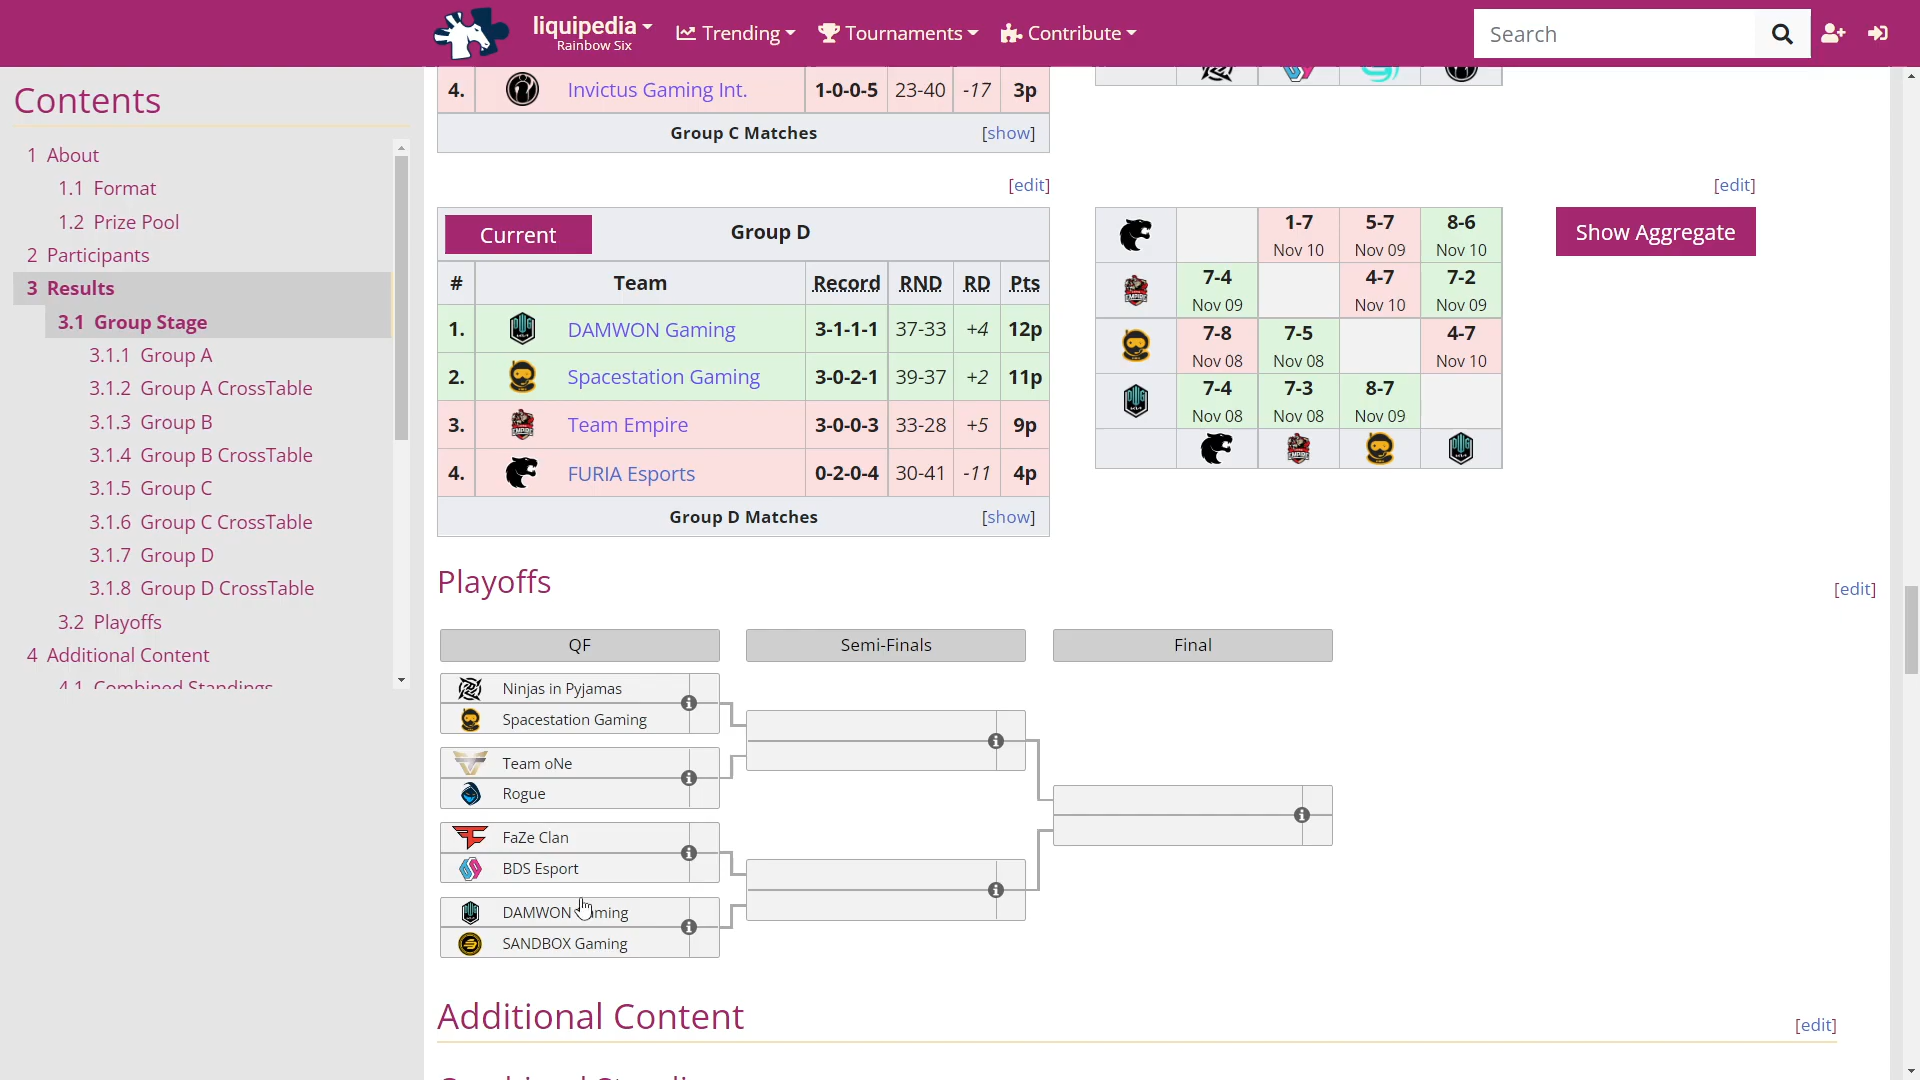 liquipedia
Rainbow Six
Trending
Tournaments
Contribute
Search
Contents
1 About
1.1 Format
1.2 Prize Pool
2 Participants
3 Results
3.1 Group Stage
3.1.1 Group A
3.1.2 Group A CrossTable
3.1.3 Group B
3.1.4 Group B CrossTable
3.1.5 Group C
3.1.6 Group C CrossTable
3.1.7 Group D
3.1.8 Group D CrossTable
3.2 Playoffs
4 Additional Content
4.1 Combined Standings
4. Invictus Gaming Int. 1-0-0-5 23-40 -17 3p
Group C Matches [show]
[edit]
Current Group D
# Team Record RND RD Pts
1. DAMWON Gaming 3-1-1-1 37-33 +4 12p
2. Spacestation Gaming 3-0-2-1 39-37 +2 11p
3. Team Empire 3-0-0-3 33-28 +5 9p
4. FURIA Esports 0-2-0-4 30-41 -11 4p
Group D Matches [show]
[edit]
1-7 5-7 8-6
Nov 10 Nov 09 Nov 10
7-4 4-7 7-2
Nov 09 Nov 10 Nov 09
7-8 7-5 4-7
Nov 08 Nov 08 Nov 10
7-4 7-3 8-7
Nov 08 Nov 08 Nov 09
Show Aggregate
Playoffs
[edit]
QF Semi-Finals Final
Ninjas in Pyjamas
Spacestation Gaming
Team oNe
Rogue
FaZe Clan
BDS Esport
DAMWON Gaming
SANDBOX Gaming
Additional Content
[edit]